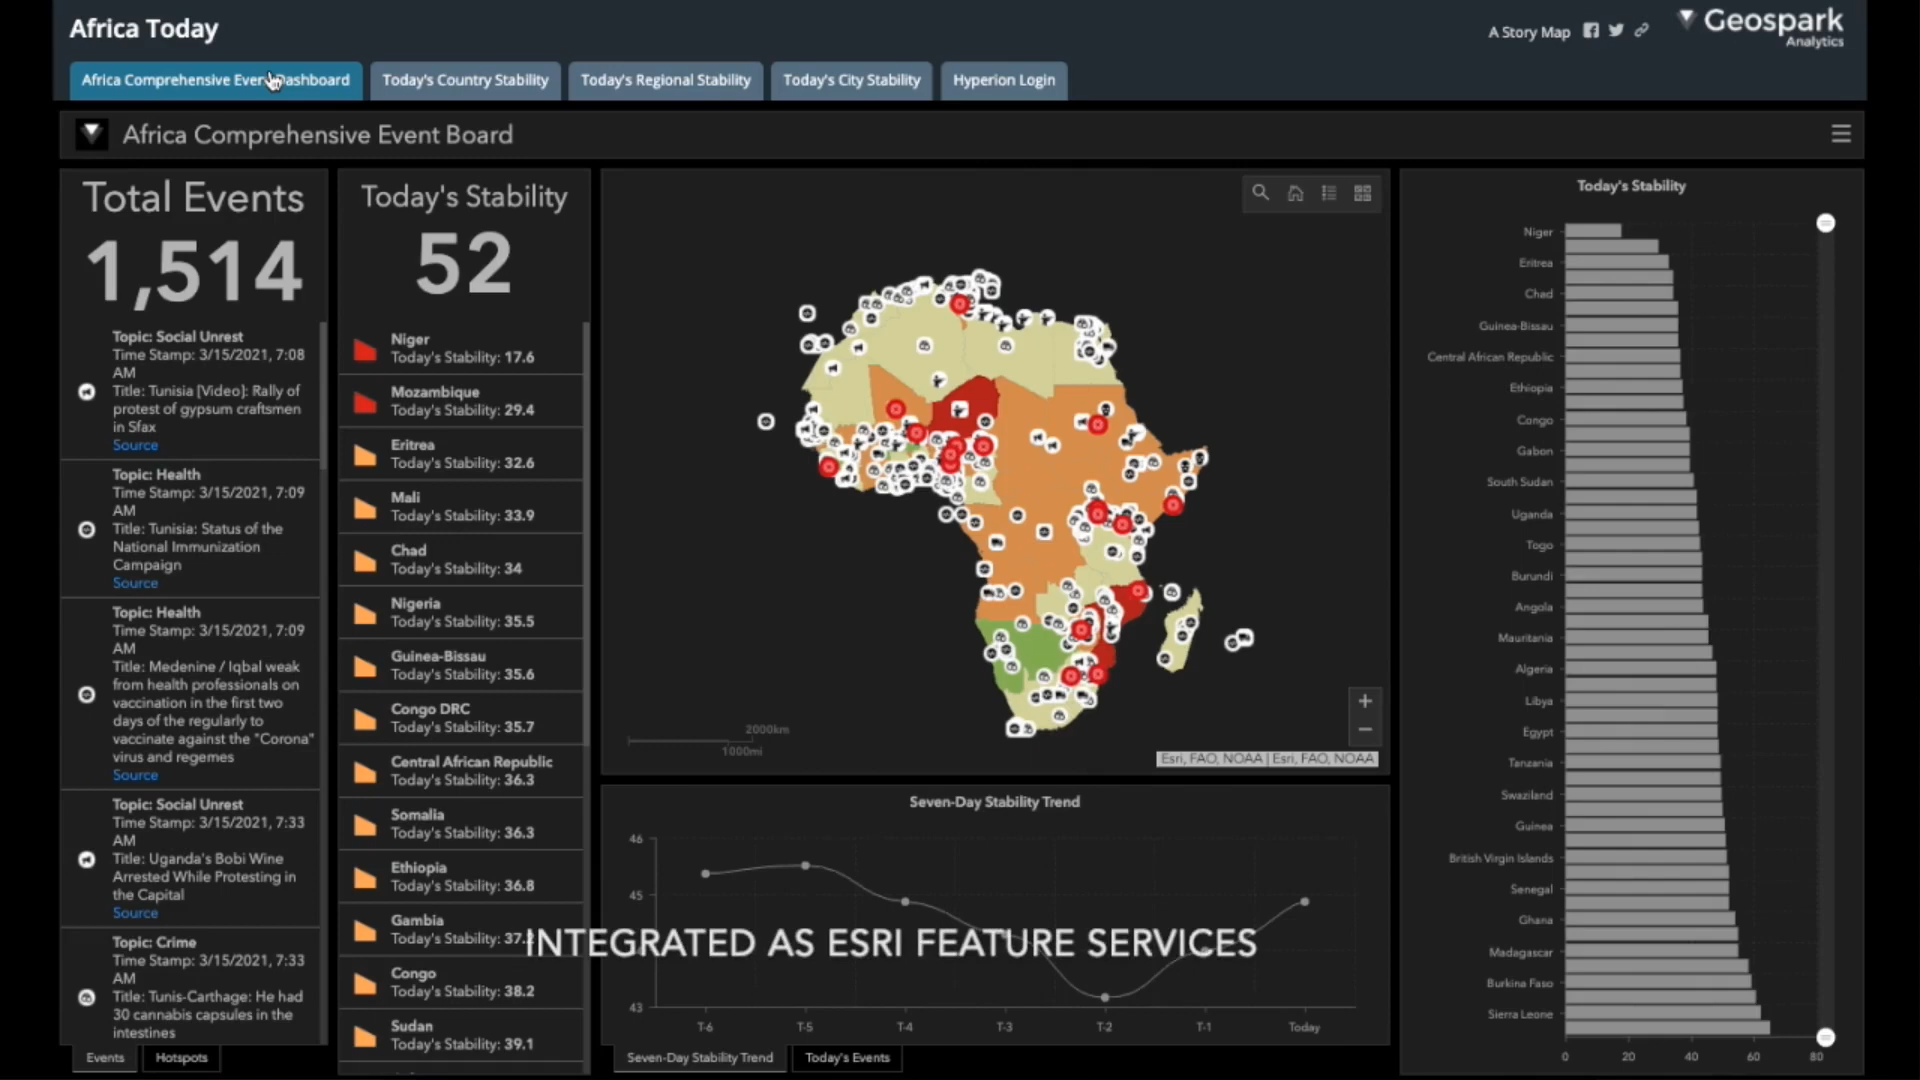 Africa Today
A Story Map
Geospark
Analytics
Africa Comprehensive Event Dashboard
Today's Country Stability
Today's Regional Stability
Today's City Stability
Hyperion Login
Africa Comprehensive Event Board
Total Events
1,514
Topic: Social Unrest
Time Stamp: 3/15/2021, 7:08
AM
Title: Tunisia [Video]: Rally of
protest of gypsum craftsmen
in Sfax
Source
Topic: Health
Time Stamp: 3/15/2021, 7:09
AM
Title: Tunisia: Status of the
National Immunization
Campaign
Source
Topic: Health
Time Stamp: 3/15/2021, 7:09
AM
Title: Medenine / Iqbal weak
from health professionals on
vaccination in the first two
days of the regularly to
vaccinate against the "Corona"
virus and regemes
Source
Topic: Social Unrest
Time Stamp: 3/15/2021, 7:33
AM
Title: Uganda's Bobi Wine
Arrested While Protesting in
the Capital
Source
Topic: Crime
Time Stamp: 3/15/2021, 7:33
AM
Title: Tunis-Carthage: He had
30 cannabis capsules in the
intestines
Events
Hotspots
Today's Stability
52
Niger
Today's Stability: 17.6
Mozambique
Today's Stability: 29.4
Eritrea
Today's Stability: 32.6
Mali
Today's Stability: 33.9
Chad
Today's Stability: 34
Nigeria
Today's Stability: 35.5
Guinea-Bissau
Today's Stability: 35.6
Congo DRC
Today's Stability: 35.7
Central African Republic
Today's Stability: 36.3
Somalia
Today's Stability: 36.3
Ethiopia
Today's Stability: 36.8
Gambia
Today's Stability: 37.2
Congo
Today's Stability: 38.2
Sudan
Today's Stability: 39.1
2000km
1000mi
Esri, FAO, NOAA | Esri, FAO, NOAA
Seven-Day Stability Trend
46
45
43
T-6
T-5
T-4
T-3
T-2
T-1
Today
INTEGRATED AS ESRI FEATURE SERVICES
Seven-Day Stability Trend
Today's Events
Today's Stability
Niger
Eritrea
Chad
Guinea-Bissau
Central African Republic
Ethiopia
Congo
Gabon
South Sudan
Uganda
Togo
Burundi
Angola
Mauritania
Algeria
Libya
Egypt
Tanzania
Swaziland
Guinea
British Virgin Islands
Senegal
Ghana
Madagascar
Burkina Faso
Sierra Leone
0
20
40
60
80